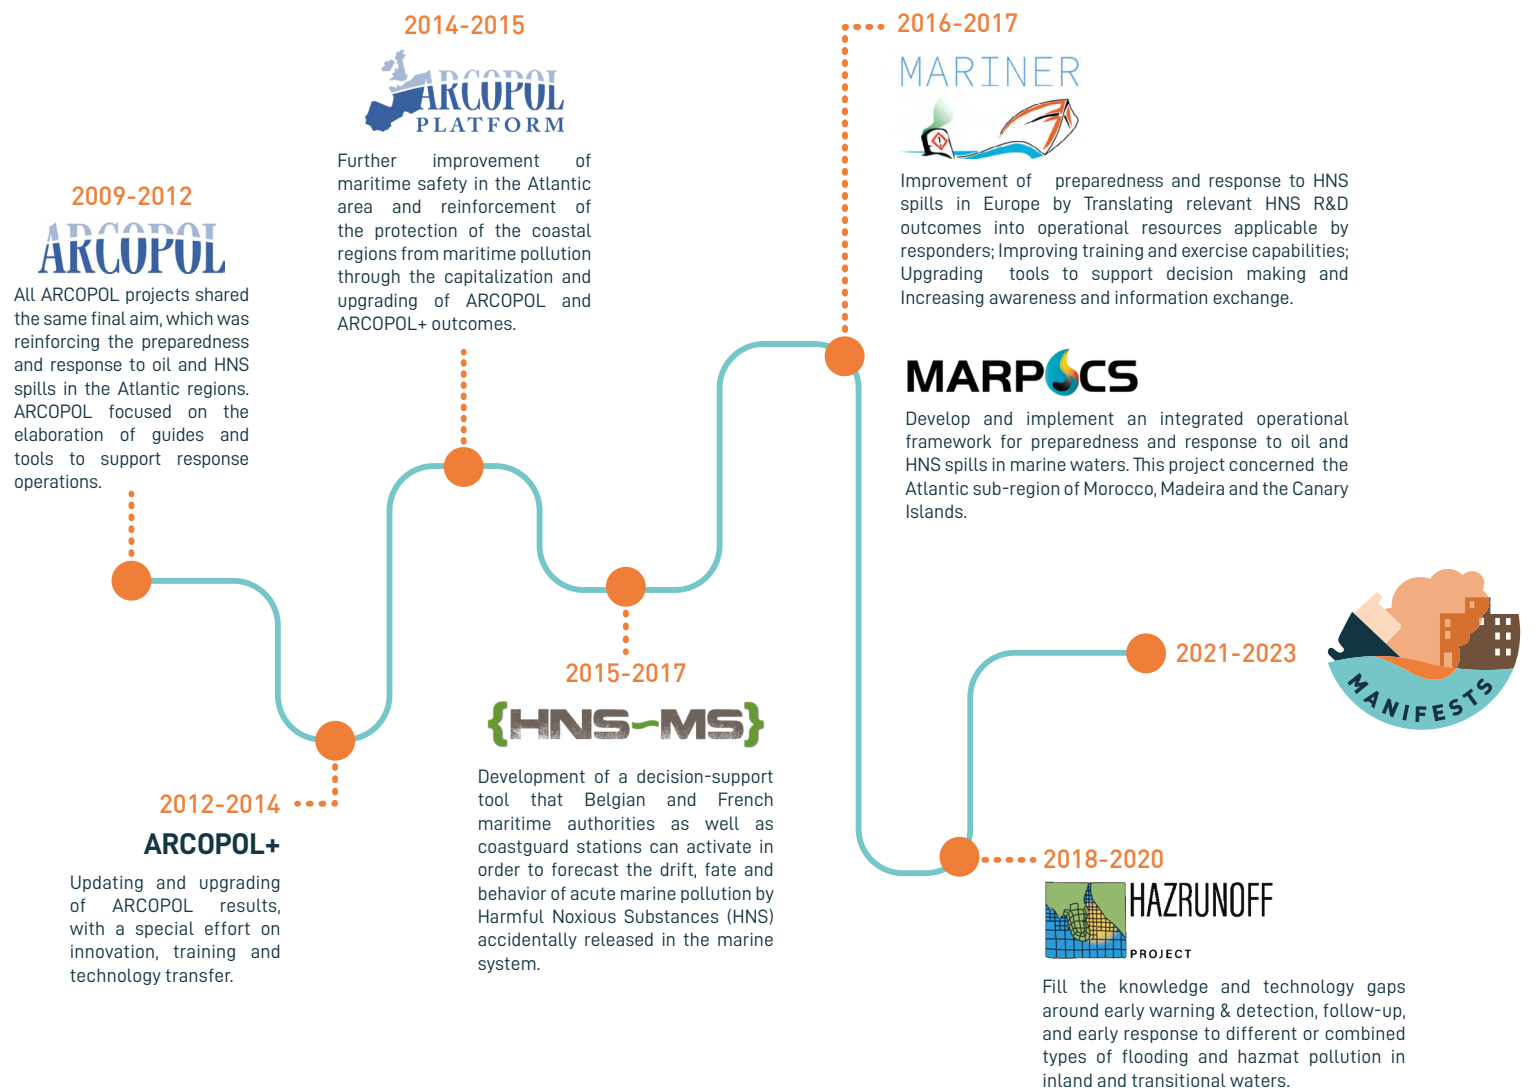 2009-2012
ARCOPOL
All ARCOPOL projects shared
the same final aim, which was
reinforcing the preparedness
and response to oil and HNS
spills in the Atlantic regions.
ARCOPOL focused on the
elaboration of guides and
tools to support response
operations.
2012-2014
ARCOPOL+
Updating and upgrading
of ARCOPOL results,
with a special effort on
innovation, training and
technology transfer.
2014-2015
ARCOPOL
PLATFORM
Further improvement of
maritime safety in the Atlantic
area and reinforcement of
the protection of the coastal
regions from maritime pollution
through the capitalization and
upgrading of ARCOPOL and
ARCOPOL+ outcomes.
2015-2017
{HNS~MS}
Development of a decision-support
tool that Belgian and French
maritime authorities as well as
coastguard stations can activate in
order to forecast the drift, fate and
behavior of acute marine pollution by
Harmful Noxious Substances (HNS)
accidentally released in the marine
system.
2016-2017
MARINER
Improvement of preparedness and response to HNS
spills in Europe by Translating relevant HNS R&D
outcomes into operational resources applicable by
responders; Improving training and exercise capabilities;
Upgrading tools to support decision making and
Increasing awareness and information exchange.
MARPOCS
Develop and implement an integrated operational
framework for preparedness and response to oil and
HNS spills in marine waters. This project concerned the
Atlantic sub-region of Morocco, Madeira and the Canary
Islands.
2018-2020
HAZRUNOFF
PROJECT
Fill the knowledge and technology gaps
around early warning & detection, follow-up,
and early response to different or combined
types of flooding and hazmat pollution in
inland and transitional waters.
2021-2023
MANIFESTS